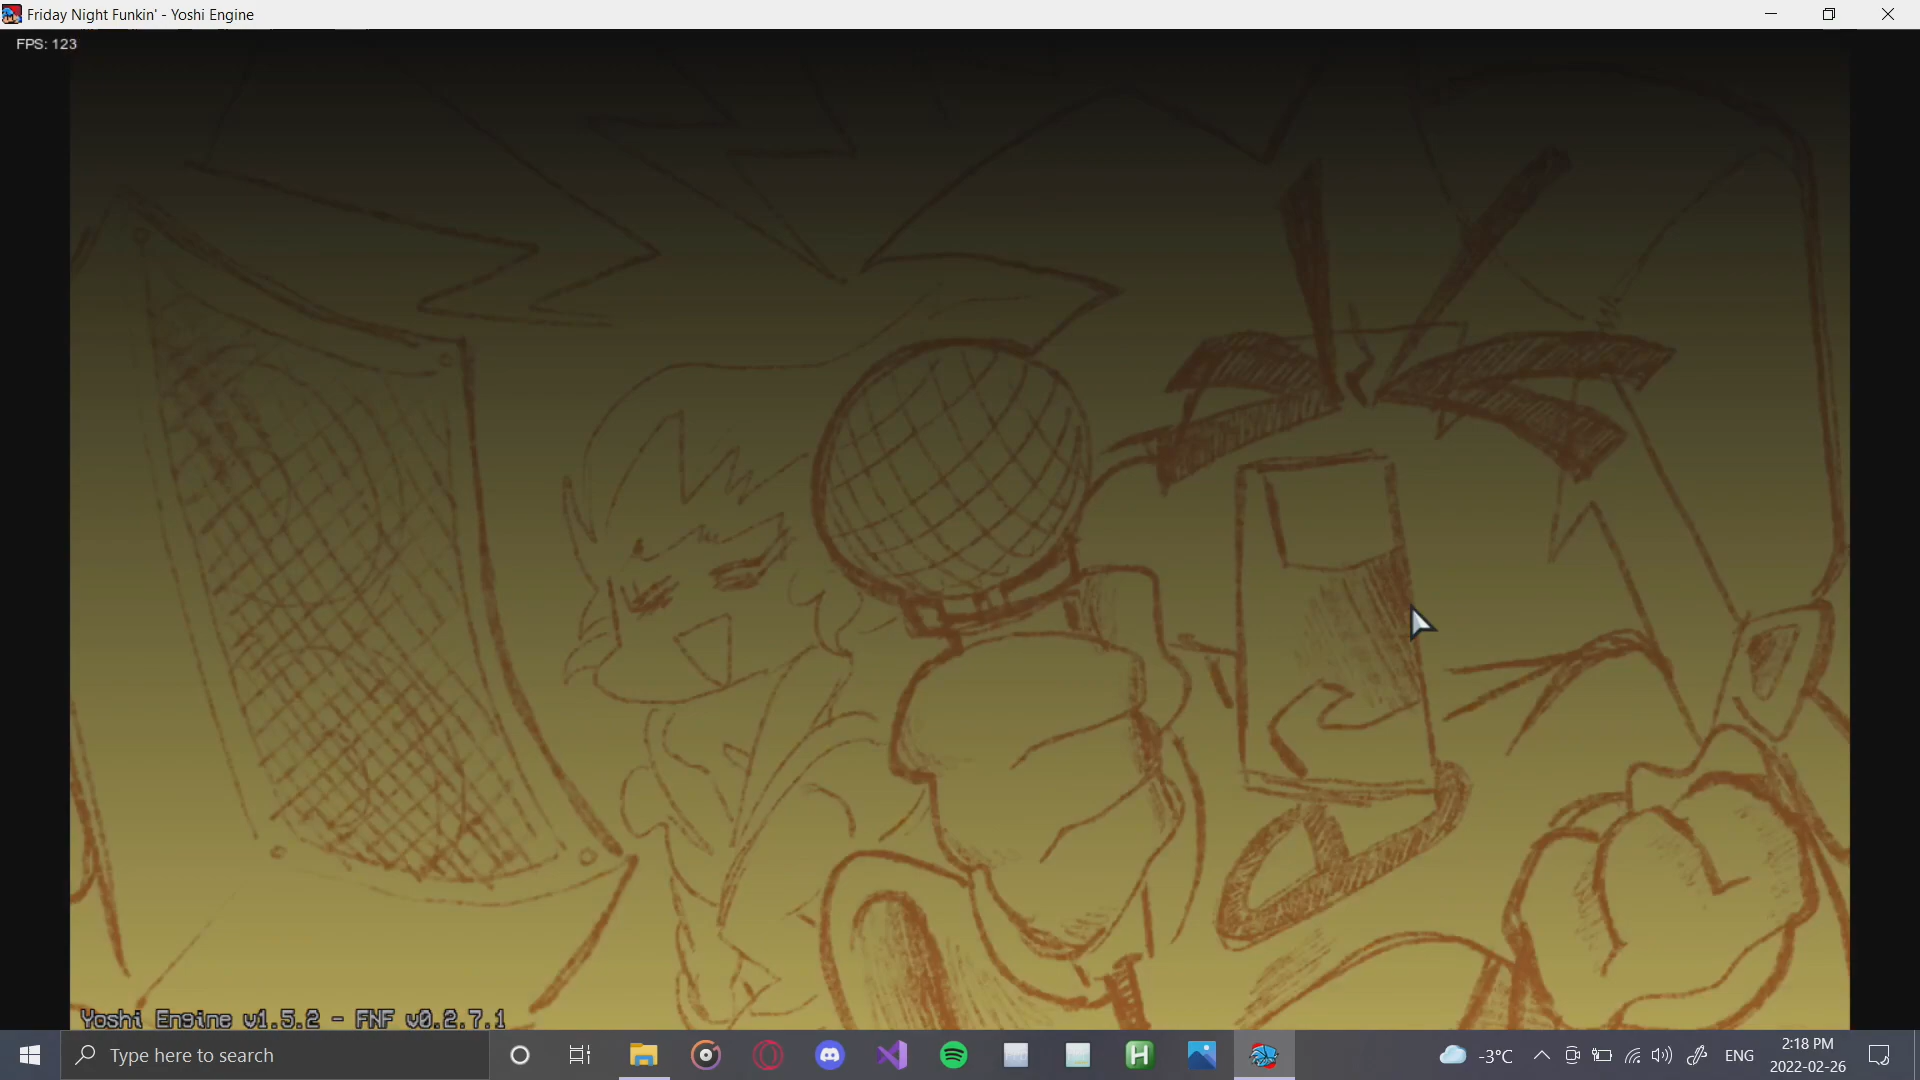 Friday Night Funkin' - Yoshi Engine
FPS: 123
Yoshi Engine v1.5.2 - FNF v0.2.7.1
Type here to search
-3°C
ENG
2:18 PM
2022-02-26